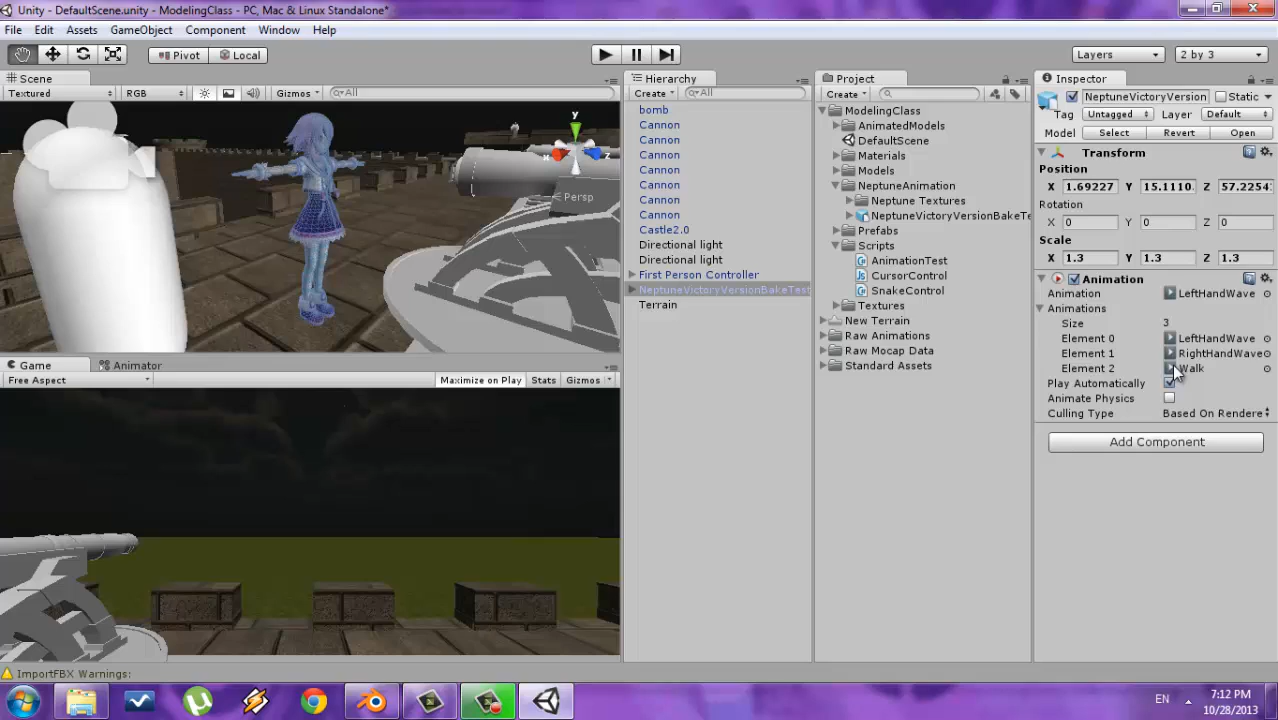 Unity - DefaultScene.unity - ModelingClass - PC, Mac & Linux Standalone*
File Edit Assets GameObject Component Window Help
Pivot Local Layers 2 by 3
Scene
Textured RGB Gizmos All
Persp
y
x
z
Game Animator
Free Aspect Maximize on Play Stats Gizmos
Hierarchy
Create All
bomb
Cannon
Cannon
Cannon
Cannon
Cannon
Cannon
Cannon
Castle2.0
Directional light
Directional light
First Person Controller
NeptuneVictoryVersionBakeTest
Terrain
Project
Create
ModelingClass
AnimatedModels
DefaultScene
Materials
Models
NeptuneAnimation
Neptune Textures
NeptuneVictoryVersionBakeTe
Prefabs
Scripts
AnimationTest
CursorControl
SnakeControl
Textures
New Terrain
Raw Animations
Raw Mocap Data
Standard Assets
Inspector
NeptuneVictoryVersion Static
Tag Untagged Layer Default
Model Select Revert Open
Transform
Position
X 1.69227 Y 15.1110. Z 57.2254
Rotation
X 0 Y 0 Z 0
Scale
X 1.3 Y 1.3 Z 1.3
Animation
Animation LeftHandWave
Animations
Size 3
Element 0 LeftHandWave
Element 1 RightHandWave
Element 2 Walk
Play Automatically
Animate Physics
Culling Type Based On Rendere
Add Component
ImportFBX Warnings:
EN 7:12 PM
10/28/2013